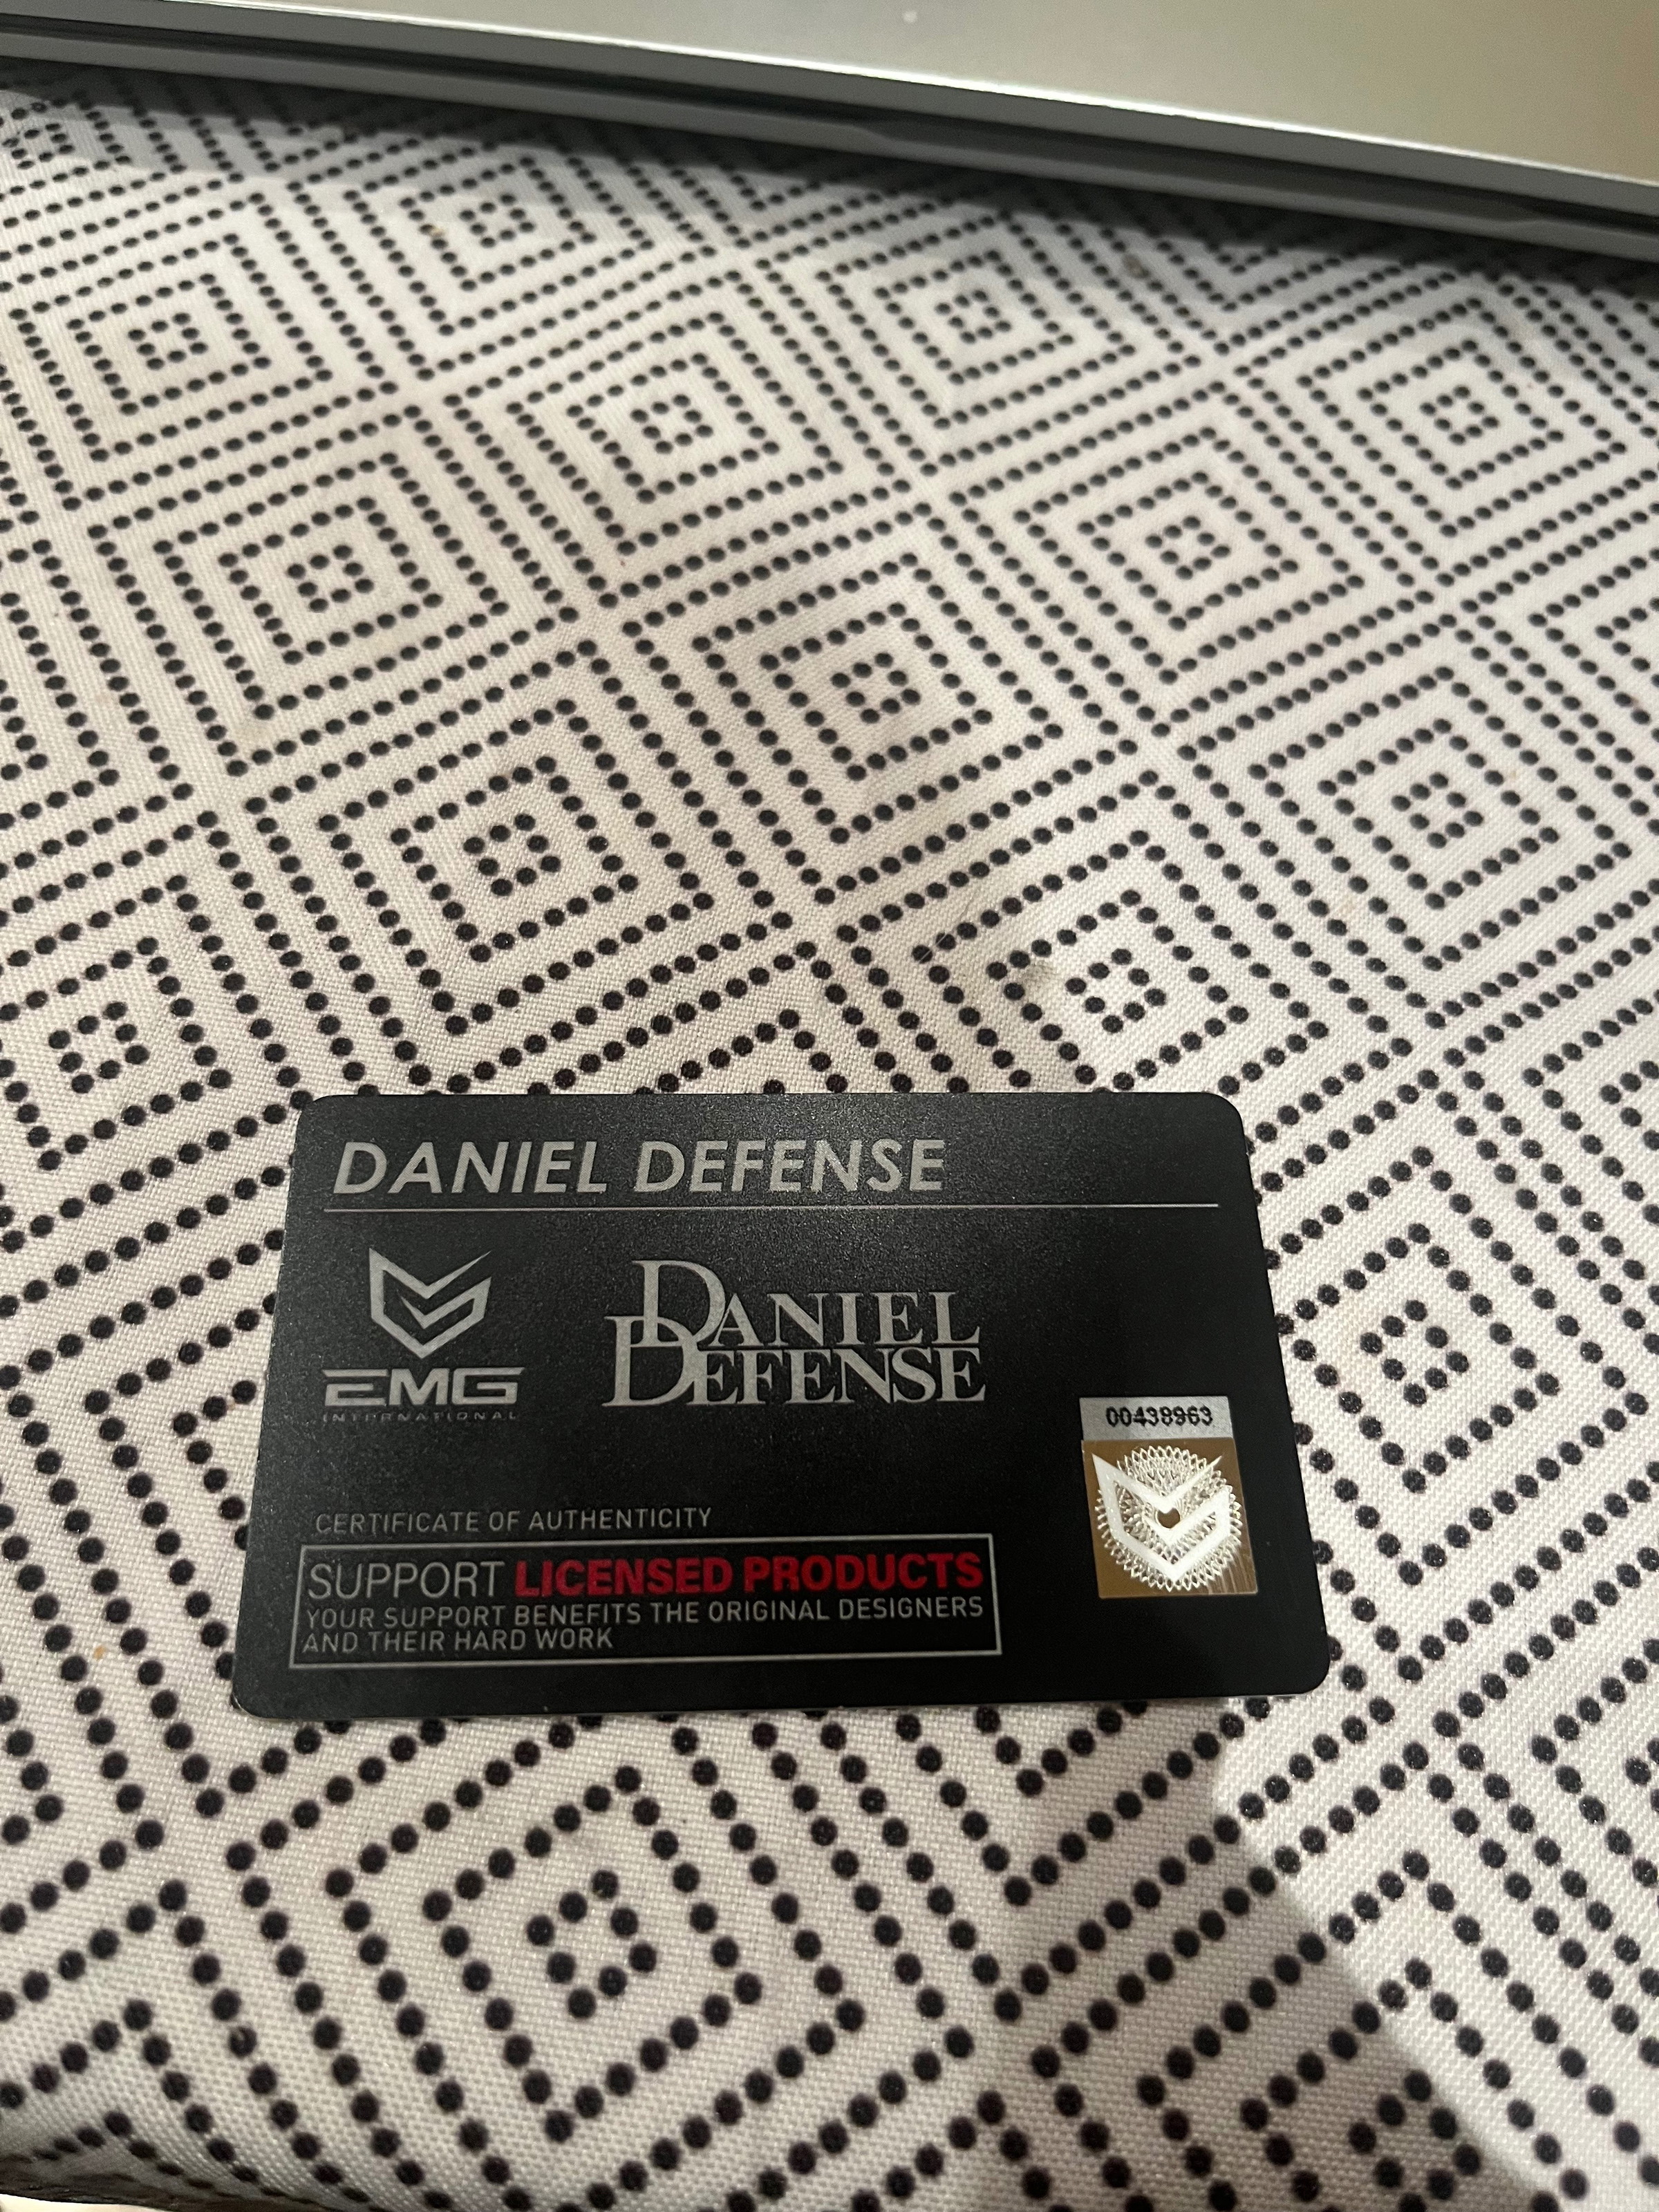 DANIEL DEFENSE
EMG
INTERNATIONAL
DANIEL
DEFENSE
00438963
CERTIFICATE OF AUTHENTICITY
SUPPORT LICENSED PRODUCTS
YOUR SUPPORT BENEFITS THE ORIGINAL DESIGNERS
AND THEIR HARD WORK